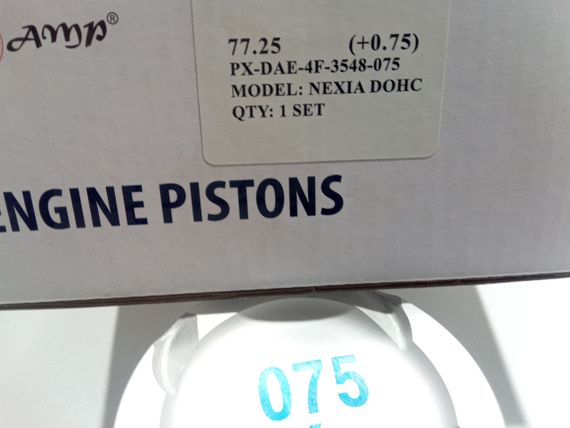 AMP®
77.25 (+0.75)
PX-DAE-4F-3548-075
MODEL: NEXIA DOHC
QTY: 1 SET
ENGINE PISTONS
075